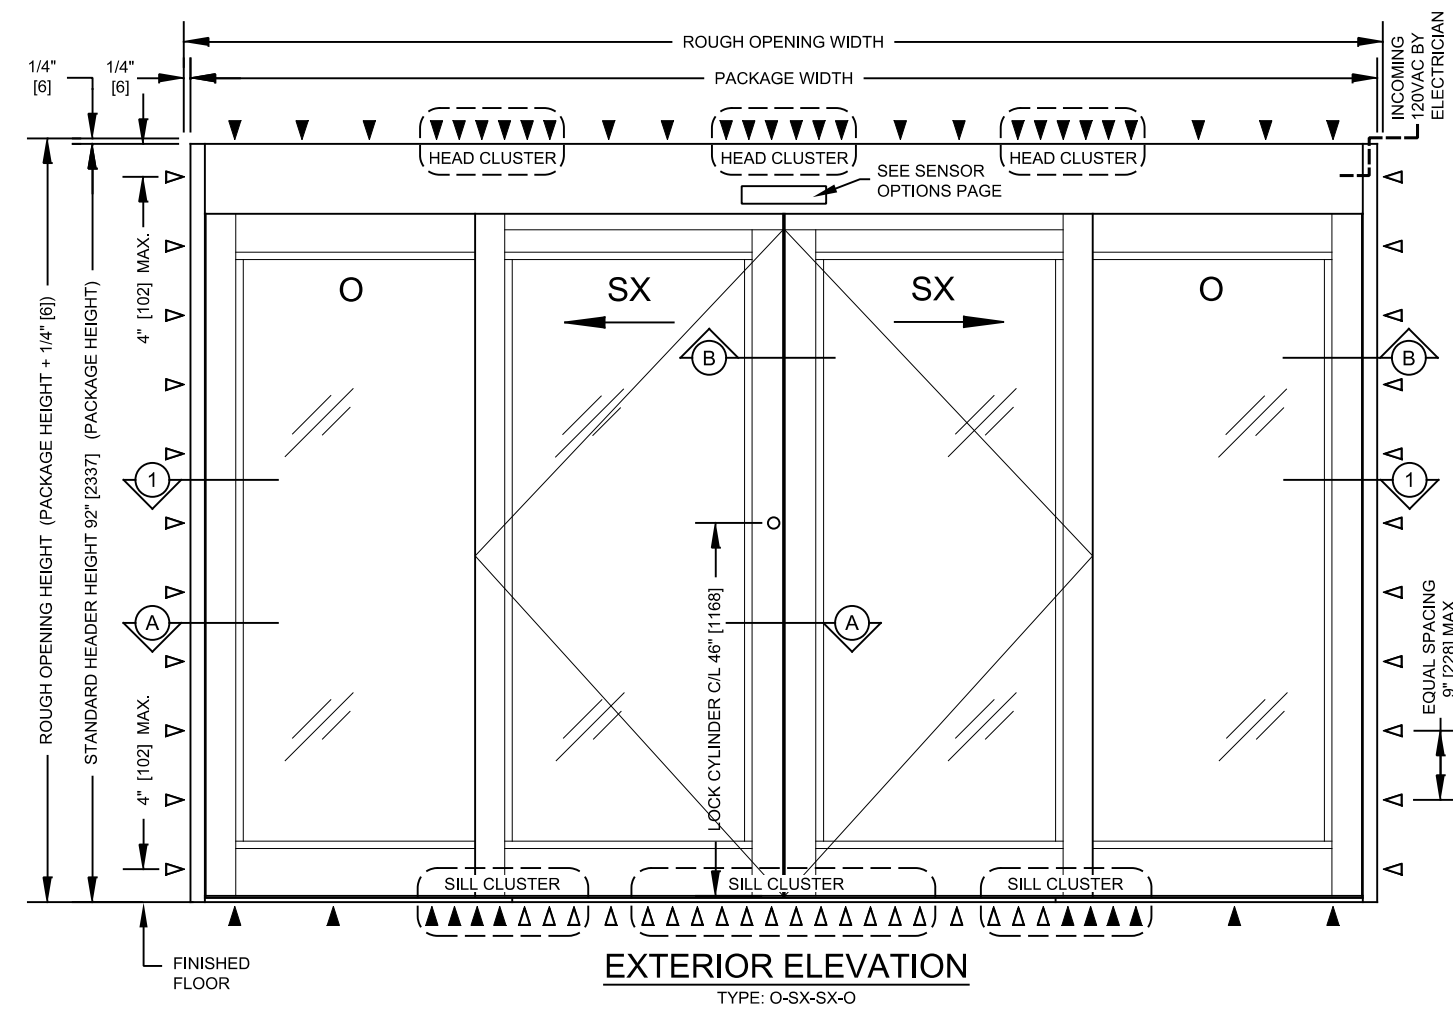 ROUGH OPENING WIDTH
PACKAGE WIDTH
1/4"
[6]
1/4"
[6]
INCOMING
120VAC BY
ELECTRICIAN
HEAD CLUSTER
HEAD CLUSTER
HEAD CLUSTER
SEE SENSOR
OPTIONS PAGE
O
SX
SX
O
B
B
1
1
A
A
4" [102] MAX.
4" [102] MAX.
ROUGH OPENING HEIGHT (PACKAGE HEIGHT + 1/4" [6])
STANDARD HEADER HEIGHT 92" [2337] (PACKAGE HEIGHT)
LOCK CYLINDER C/L 46" [1168]
EQUAL SPACING
9" [228] MAX
SILL CLUSTER
SILL CLUSTER
SILL CLUSTER
FINISHED
FLOOR
EXTERIOR ELEVATION
TYPE: O-SX-SX-O